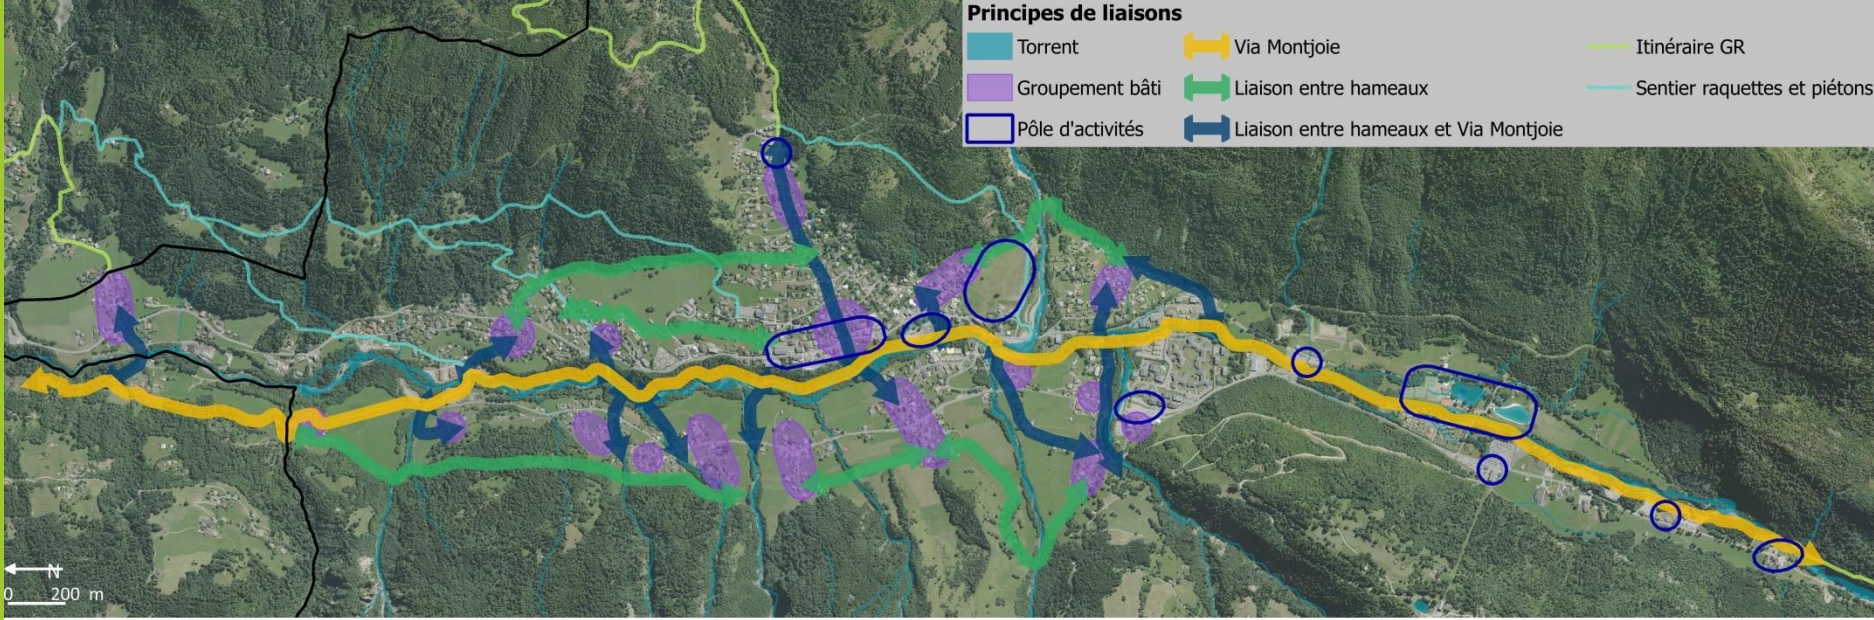 Principes de liaisons
Torrent
Via Montjoie
Itinéraire GR
Groupement bâti
Liaison entre hameaux
Sentier raquettes et piétons
Pôle d'activités
Liaison entre hameaux et Via Montjoie
N
0 200 m